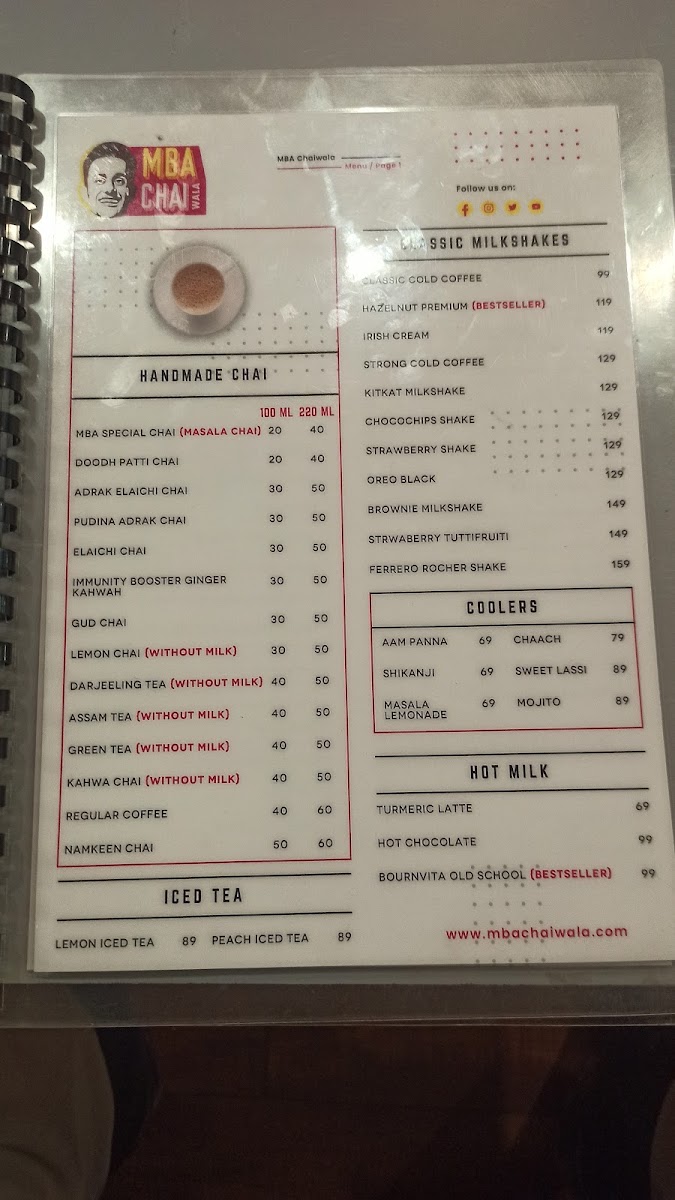 MBA
CHAI
WALA
MBA Chaiwala
Menu / Page 1
Follow us on:
HANDMADE CHAI
100 ML 220 ML
MBA SPECIAL CHAI (MASALA CHAI) 20 40
DOODH PATTI CHAI 20 40
ADRAK ELAICHI CHAI 30 50
PUDINA ADRAK CHAI 30 50
ELAICHI CHAI 30 50
IMMUNITY BOOSTER GINGER
KAHWAH 30 50
GUD CHAI 30 50
LEMON CHAI (WITHOUT MILK) 30 50
DARJEELING TEA (WITHOUT MILK) 40 50
ASSAM TEA (WITHOUT MILK) 40 50
GREEN TEA (WITHOUT MILK) 40 50
KAHWA CHAI (WITHOUT MILK) 40 50
REGULAR COFFEE 40 60
NAMKEEN CHAI 50 60
ICED TEA
LEMON ICED TEA 89 PEACH ICED TEA 89
CLASSIC MILKSHAKES
CLASSIC COLD COFFEE 99
HAZELNUT PREMIUM (BESTSELLER) 119
IRISH CREAM 119
STRONG COLD COFFEE 129
KITKAT MILKSHAKE 129
CHOCOCHIPS SHAKE 129
STRAWBERRY SHAKE 129
OREO BLACK 129
BROWNIE MILKSHAKE 149
STRWABERRY TUTTIFRUITI 149
FERRERO ROCHER SHAKE 159
COOLERS
AAM PANNA 69 CHAACH 79
SHIKANJI 69 SWEET LASSI 89
MASALA
LEMONADE 69 MOJITO 89
HOT MILK
TURMERIC LATTE 69
HOT CHOCOLATE 99
BOURNVITA OLD SCHOOL (BESTSELLER) 99
www.mbachaiwala.com